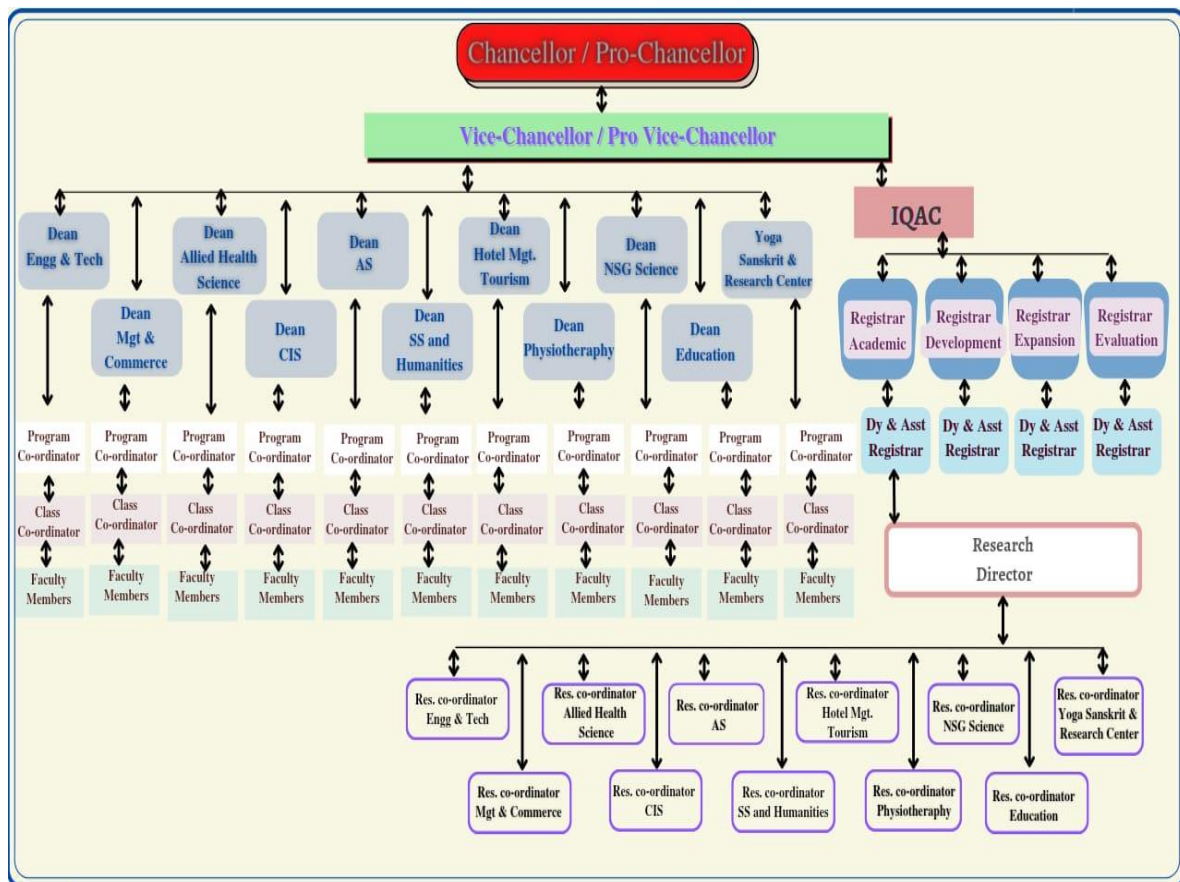 Chancellor / Pro-Chancellor
Vice-Chancellor / Pro Vice-Chancellor
IQAC
Dean
Engg & Tech
Dean
Allied Health
Science
Dean
AS
Dean
Hotel Mgt.
Tourism
Dean
NSG Science
Yoga
Sanskrit &
Research Center
Dean
Mgt &
Commerce
Dean
CIS
Dean
SS and
Humanities
Dean
Physiotheraphy
Dean
Education
Registrar
Academic
Registrar
Development
Registrar
Expansion
Registrar
Evaluation
Program
Co-ordinator
Program
Co-ordinator
Program
Co-ordinator
Program
Co-ordinator
Program
Co-ordinator
Program
Co-ordinator
Program
Co-ordinator
Program
Co-ordinator
Program
Co-ordinator
Program
Co-ordinator
Program
Co-ordinator
Dy & Asst
Registrar
Dy & Asst
Registrar
Dy & Asst
Registrar
Dy & Asst
Registrar
Class
Co-ordinator
Class
Co-ordinator
Class
Co-ordinator
Class
Co-ordinator
Class
Co-ordinator
Class
Co-ordinator
Class
Co-ordinator
Class
Co-ordinator
Class
Co-ordinator
Class
Co-ordinator
Class
Co-ordinator
Faculty
Members
Faculty
Members
Faculty
Members
Faculty
Members
Faculty
Members
Faculty
Members
Faculty
Members
Faculty
Members
Faculty
Members
Faculty
Members
Faculty
Members
Research
Director
Res. co-ordinator
Engg & Tech
Res. co-ordinator
Allied Health
Science
Res. co-ordinator
AS
Res. co-ordinator
Hotel Mgt.
Tourism
Res. co-ordinator
NSG Science
Res. co-ordinator
Yoga Sanskrit &
Research Center
Res. co-ordinator
Mgt & Commerce
Res. co-ordinator
CIS
Res. co-ordinator
SS and Humanities
Res. co-ordinator
Physiotheraphy
Res. co-ordinator
Education